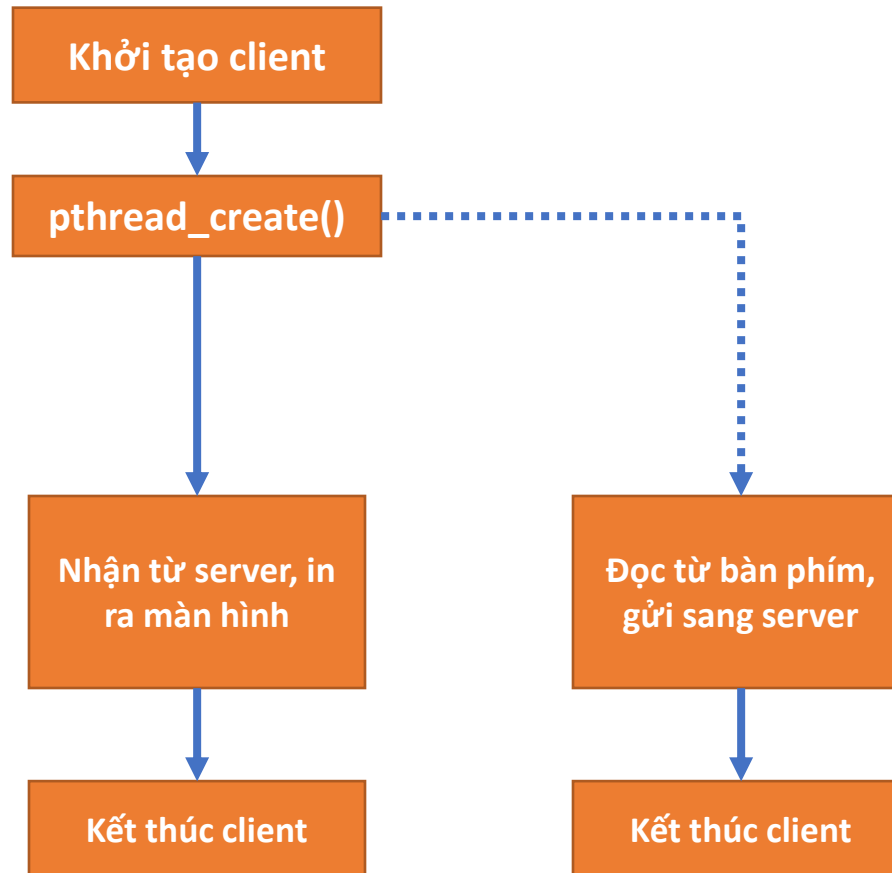 Khởi tạo client
pthread_create()
Nhận từ server, in
ra màn hình
Đọc từ bàn phím,
gửi sang server
Kết thúc client
Kết thúc client